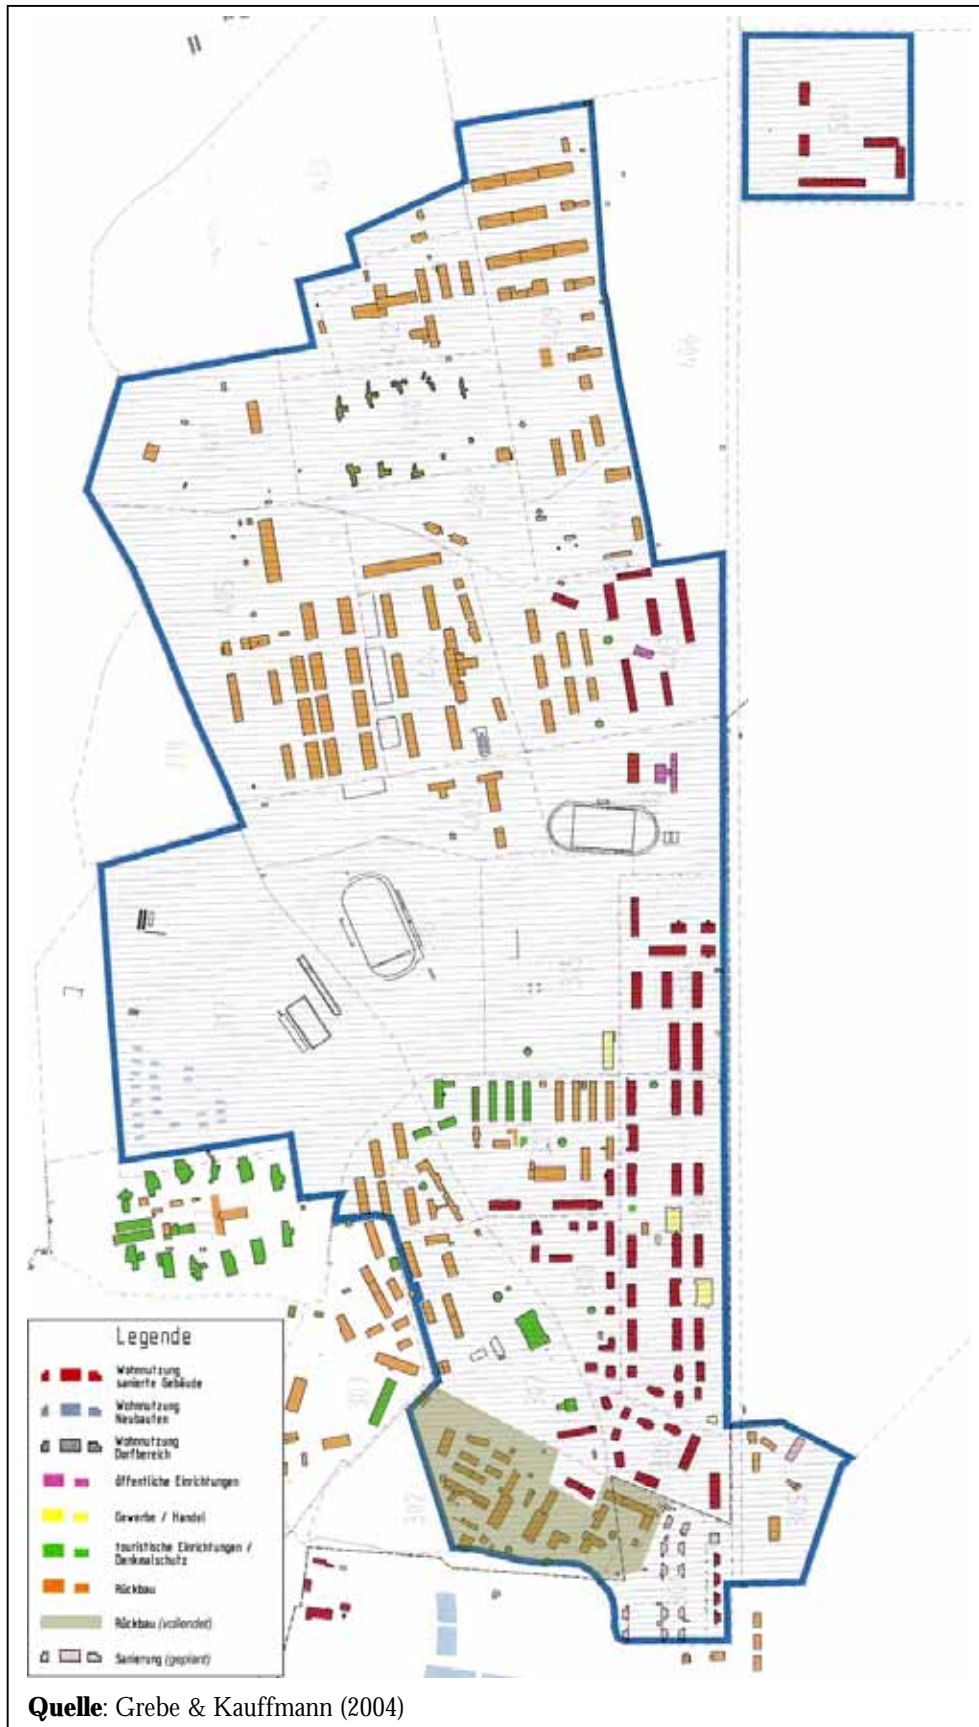 Legende
Wohnnutzung
sanierte Gebäude
Wohnnutzung
Neubauten
Wohnnutzung
Dorfbereich
öffentliche Einrichtungen
Gewerbe / Handel
touristische Einrichtungen /
Denkmalschutz
Rückbau
Rückbau (vollendet)
Sanierung (geplant)
Quelle: Grebe & Kauffmann (2004)